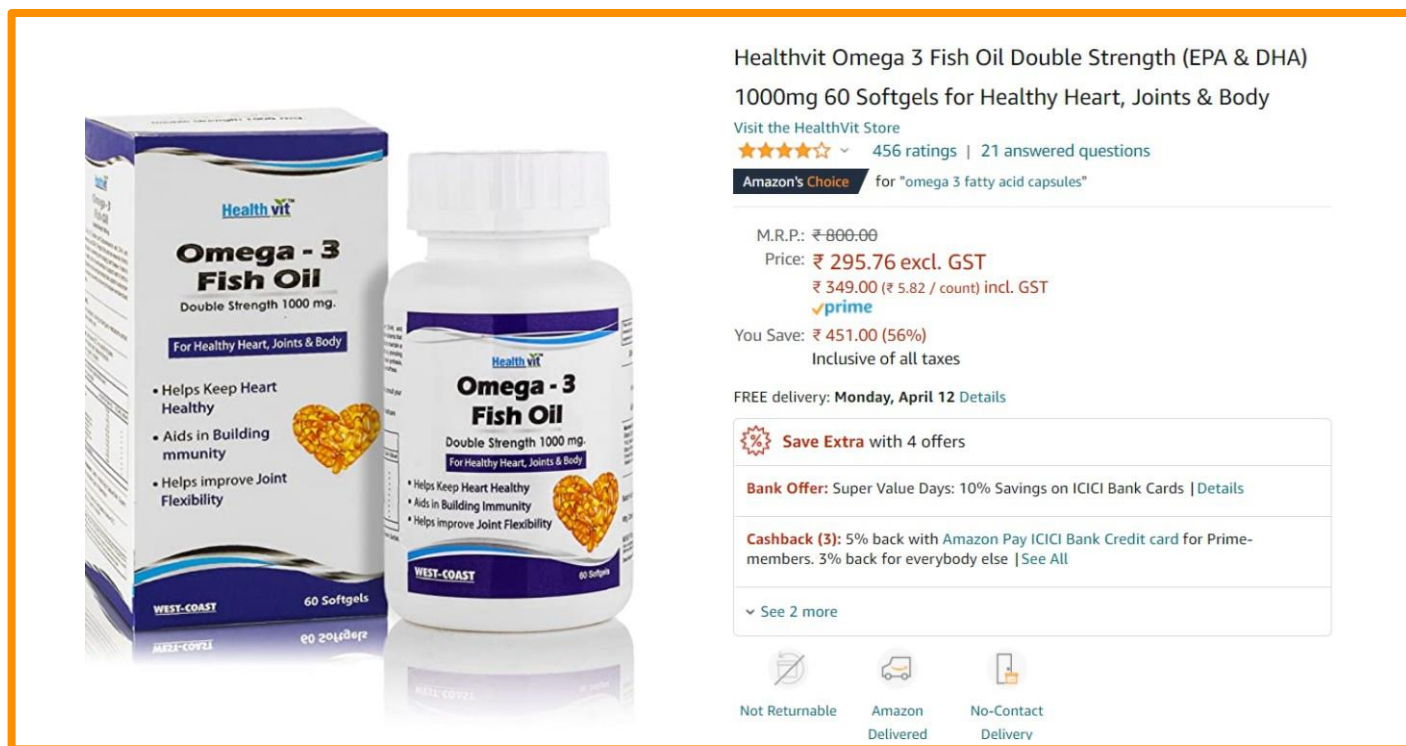 Health vit™
Omega - 3
Fish Oil
Double Strength 1000 mg.
For Healthy Heart, Joints & Body
• Helps Keep Heart
Healthy
• Aids in Building
mmunity
• Helps improve Joint
Flexibility
WEST-COAST
60 Softgels
Health vit™
Omega - 3
Fish Oil
Double Strength 1000 mg.
For Healthy Heart, Joints & Body
• Helps Keep Heart Healthy
• Aids in Building Immunity
• Helps improve Joint Flexibility
WEST-COAST
60 Softgels
Healthvit Omega 3 Fish Oil Double Strength (EPA & DHA)
1000mg 60 Softgels for Healthy Heart, Joints & Body
Visit the HealthVit Store
456 ratings | 21 answered questions
Amazon's Choice for "omega 3 fatty acid capsules"
M.R.P.: ₹ 800.00
Price: ₹ 295.76 excl. GST
₹ 349.00 (₹ 5.82 / count) incl. GST
prime
You Save: ₹ 451.00 (56%)
Inclusive of all taxes
FREE delivery: Monday, April 12 Details
% Save Extra with 4 offers
Bank Offer: Super Value Days: 10% Savings on ICICI Bank Cards | Details
Cashback (3): 5% back with Amazon Pay ICICI Bank Credit card for Prime-
members. 3% back for everybody else | See All
See 2 more
Not Returnable
Amazon
Delivered
No-Contact
Delivery